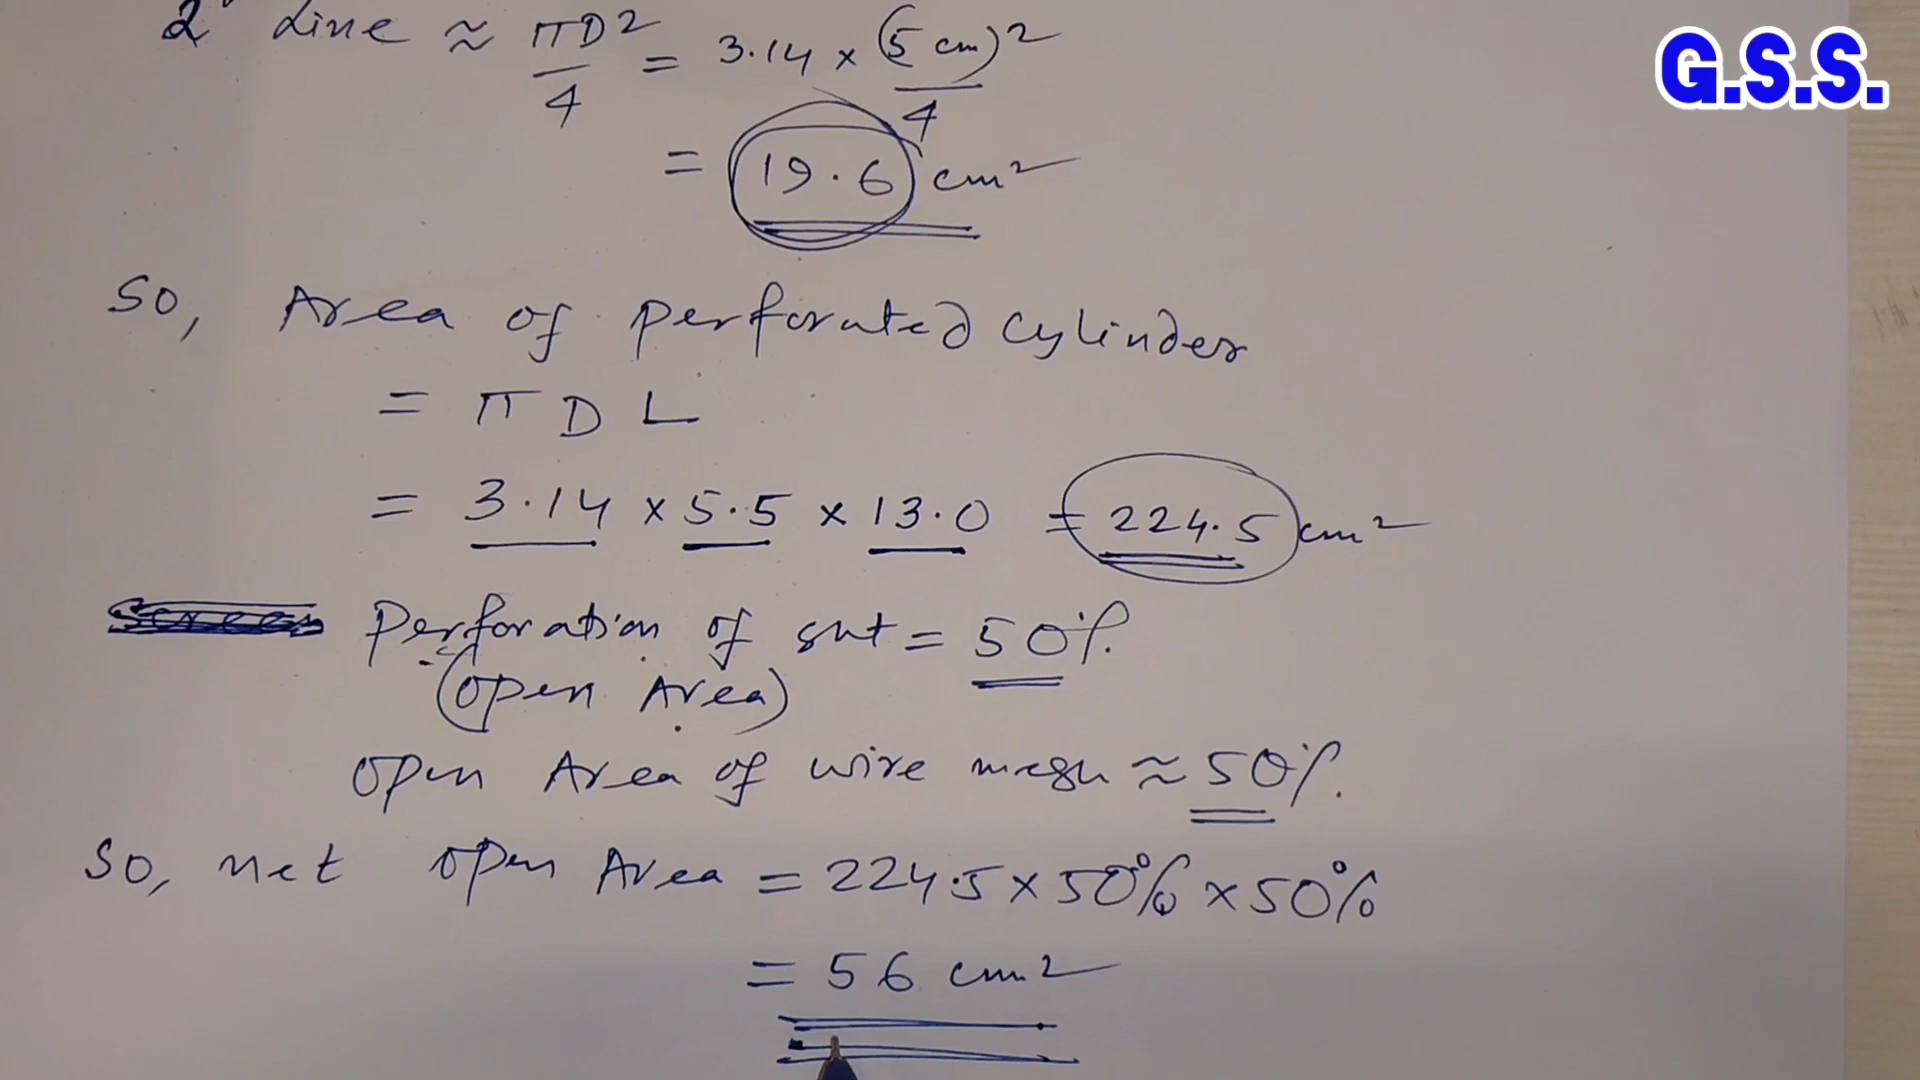 2" Line ≈ πD²/4 = 3.14 × (5 cm)²/4
G.S.S.
= 19.6 cm²
So, Area of perforated cylinder
= π D L
= 3.14 × 5.5 × 13.0 = 224.5 cm²
Perforation of sht = 50%
(open Area)
open Area of wire mesh ≈ 50%
So, net open Area = 224.5 × 50% × 50%
= 56 cm²